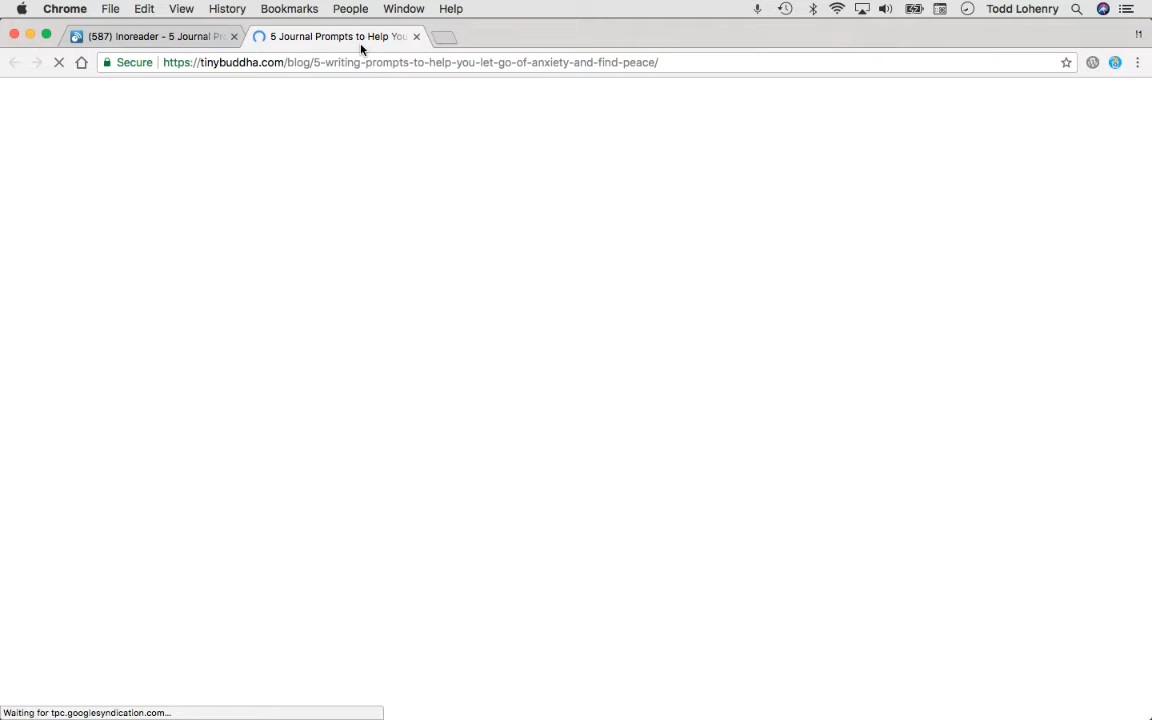 Chrome File Edit View History Bookmarks People Window Help Todd Lohenry
(587) Inoreader - 5 Journal Pr 5 Journal Prompts to Help You
Secure https://tinybuddha.com/blog/5-writing-prompts-to-help-you-let-go-of-anxiety-and-find-peace/
Waiting for tpc.googlesyndication.com...